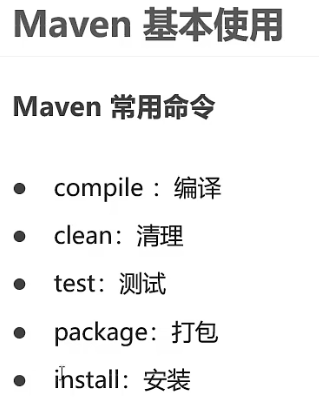 Maven 基本使用
Maven 常用命令
● compile ：编译
● clean：清理
● test：测试
● package：打包
● install：安装